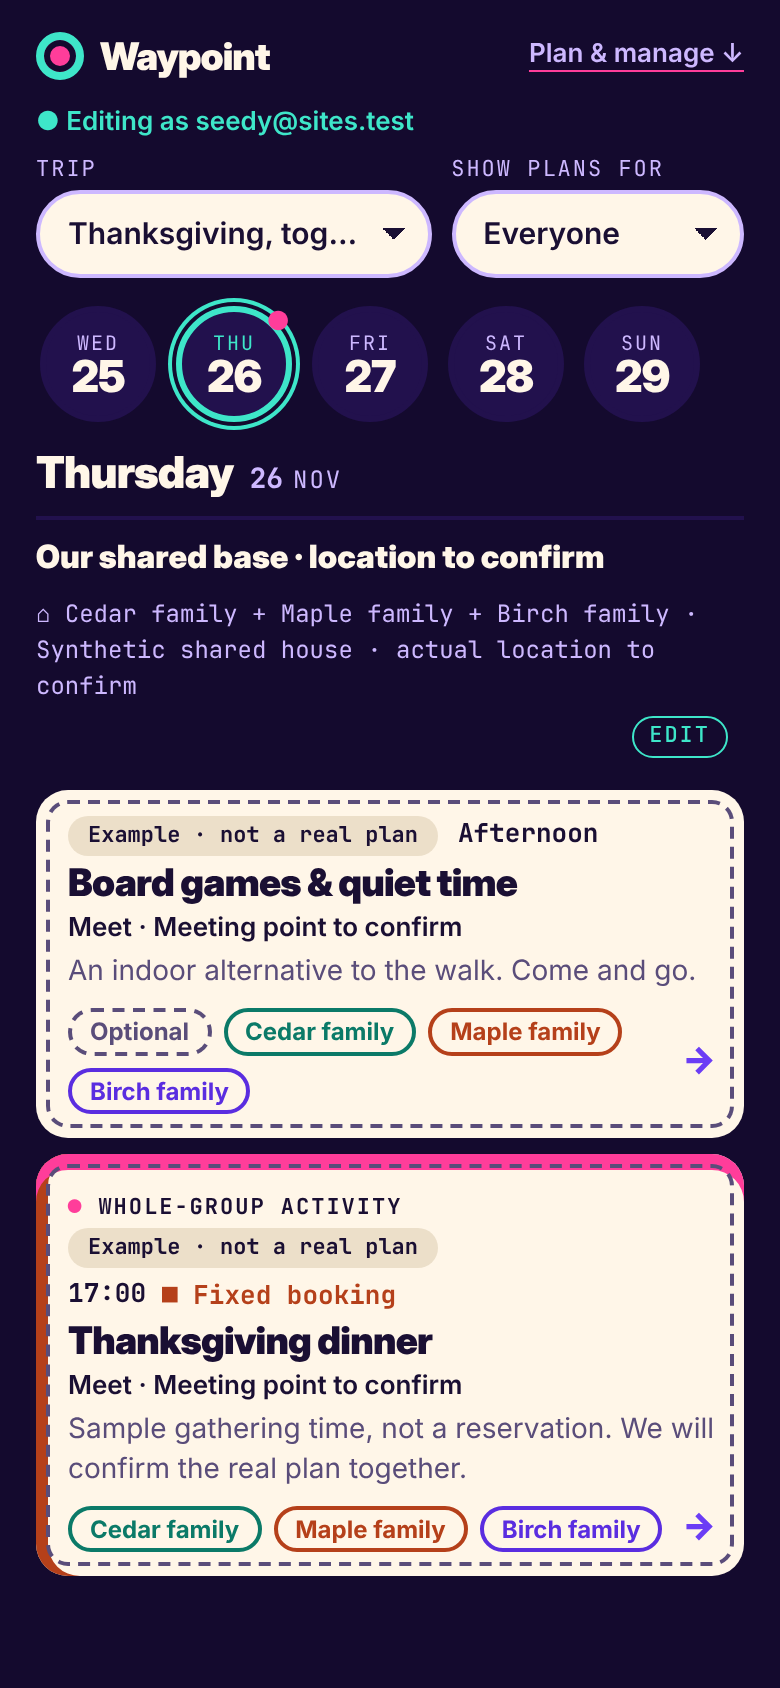 Waypoint
Plan & manage ↓
Editing as seedy@sites.test
TRIP
SHOW PLANS FOR
Thanksgiving, tog...
Everyone
WED
25
THU
26
FRI
27
SAT
28
SUN
29
Thursday 26 NOV
Our shared base · location to confirm
⌂ Cedar family + Maple family + Birch family ·
Synthetic shared house · actual location to
confirm
EDIT
Example · not a real plan Afternoon
Board games & quiet time
Meet · Meeting point to confirm
An indoor alternative to the walk. Come and go.
Optional Cedar family Maple family
Birch family →
WHOLE-GROUP ACTIVITY
Example · not a real plan
17:00 ■ Fixed booking
Thanksgiving dinner
Meet · Meeting point to confirm
Sample gathering time, not a reservation. We will
confirm the real plan together.
Cedar family Maple family Birch family →